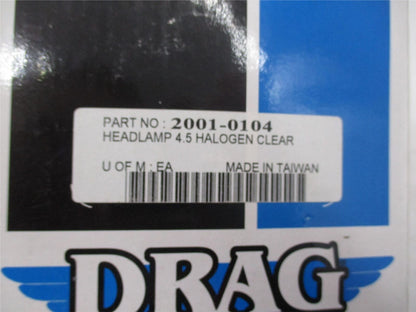 PART NO : 2001-0104
HEADLAMP 4.5 HALOGEN CLEAR
U OF M : EA MADE IN TAIWAN
DRAG